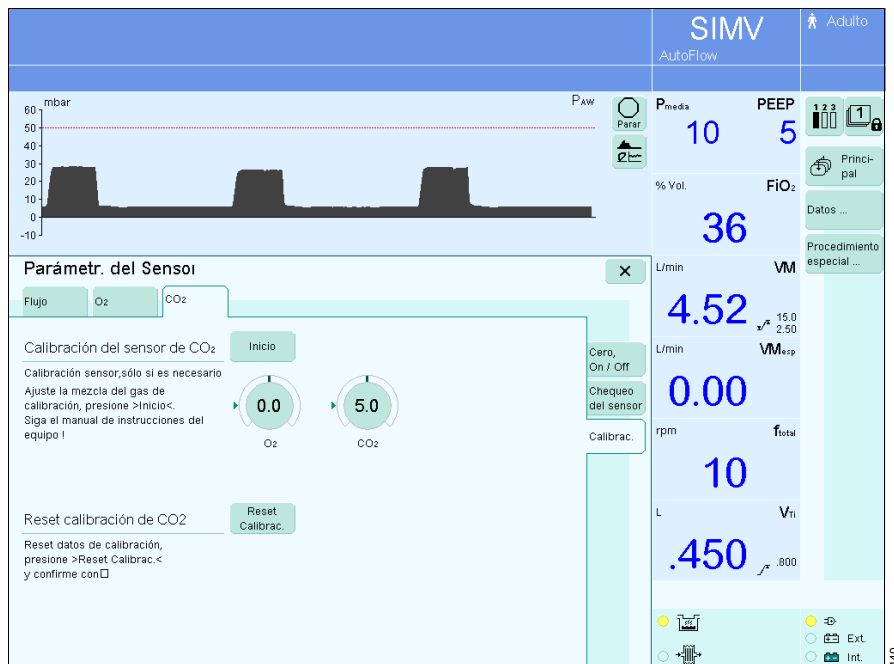 SIMV
AutoFlow
Adulto
mbar
PAW
60
50
40
30
20
10
0
-10
Parar
Pmedia PEEP
10 5
1 2 3
1
Princi-
pal
Datos ...
Procedimiento
especial ...
% Vol. FiO₂
36
L/min VM
4.52
15.0
2.50
L/min VMesp
0.00
rpm ftotal
10
L VTi
.450
.800
Parámetr. del Sensor
Flujo
O₂
CO₂
Calibración del sensor de CO₂
Inicio
Calibración sensor,sólo si es necesario
Ajuste la mezcla del gas de
calibración, presione >Inicio<.
Siga el manual de instrucciones del
equipo !
0.0
O₂
5.0
CO₂
Cero,
On / Off
Chequeo
del sensor
Calibrac.
Reset calibración de CO2
Reset
Calibrac.
Reset datos de calibración,
presione >Reset Calibrac.<
y confirme con□
Ext.
Int.